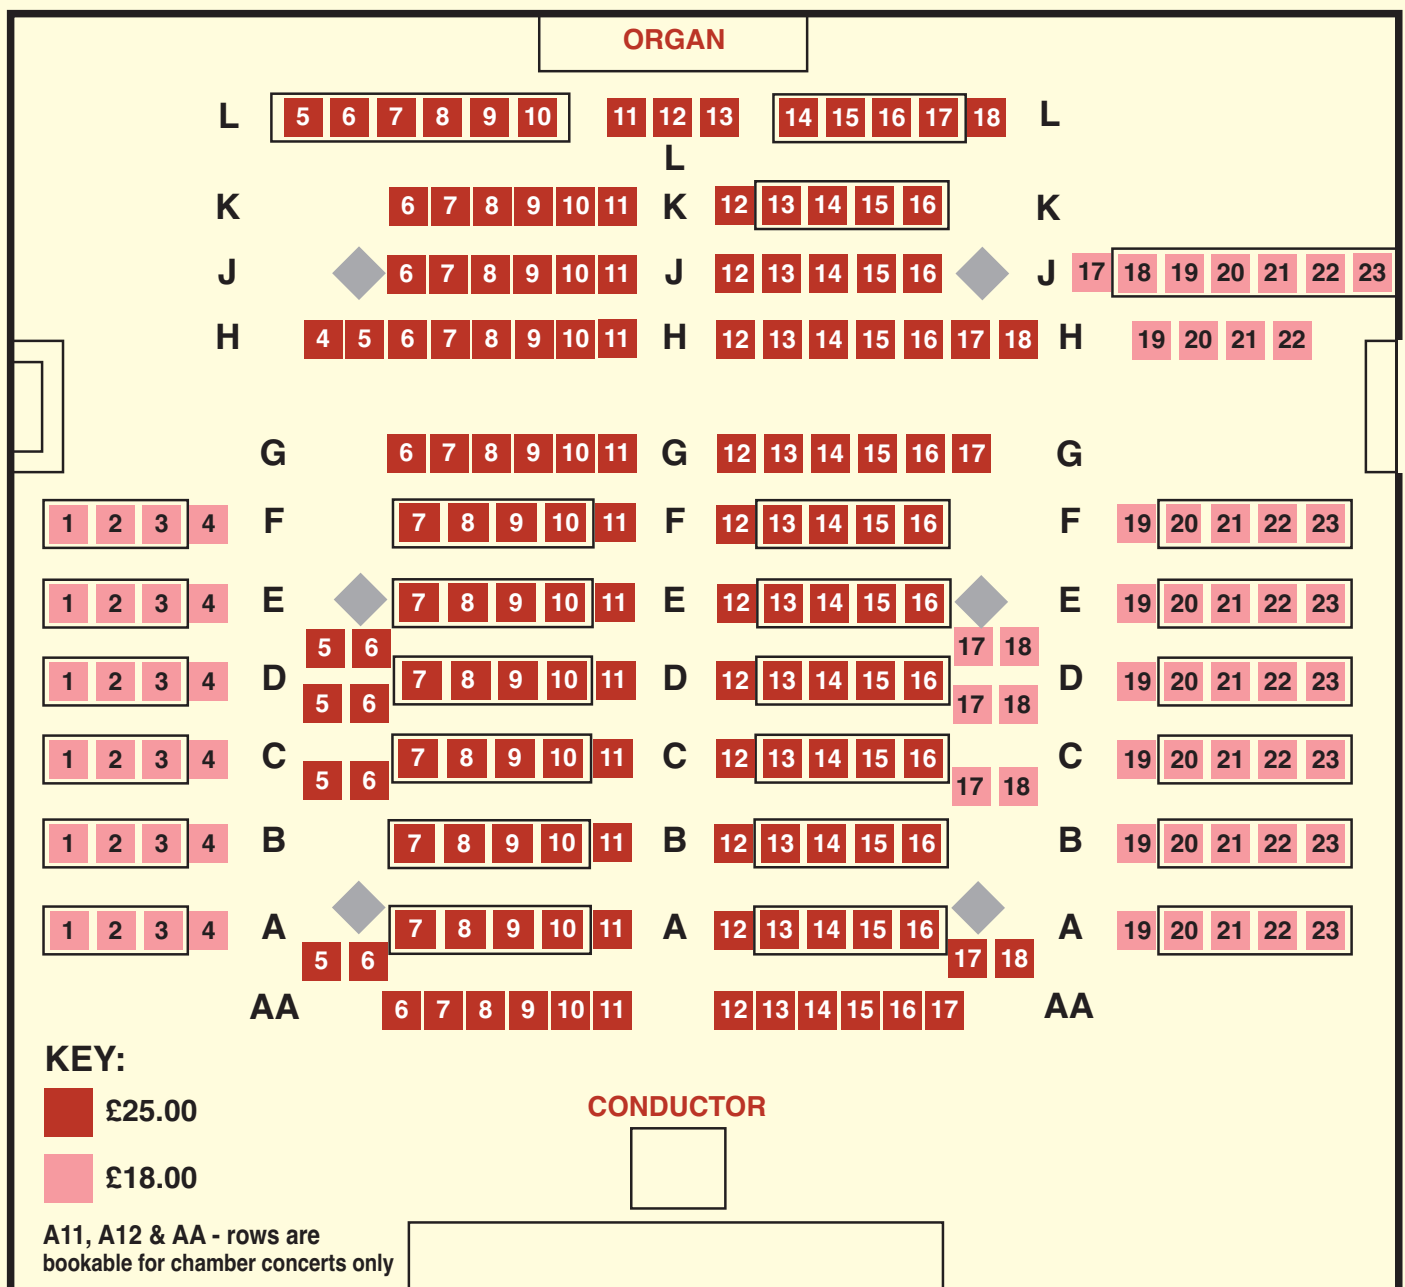 ORGAN
L 5 6 7 8 9 10 11 12 13 14 15 16 17 18 L
L
K 6 7 8 9 10 11 K 12 13 14 15 16 K
J 6 7 8 9 10 11 J 12 13 14 15 16 J 17 18 19 20 21 22 23
H 4 5 6 7 8 9 10 11 H 12 13 14 15 16 17 18 H 19 20 21 22
G 6 7 8 9 10 11 G 12 13 14 15 16 17 G
1 2 3 4 F 7 8 9 10 11 F 12 13 14 15 16 F 19 20 21 22 23
1 2 3 4 E 7 8 9 10 11 E 12 13 14 15 16 E 19 20 21 22 23
5 6 17 18
1 2 3 4 D 7 8 9 10 11 D 12 13 14 15 16 D 19 20 21 22 23
5 6 17 18
1 2 3 4 C 7 8 9 10 11 C 12 13 14 15 16 C 19 20 21 22 23
5 6 17 18
1 2 3 4 B 7 8 9 10 11 B 12 13 14 15 16 B 19 20 21 22 23
1 2 3 4 A 7 8 9 10 11 A 12 13 14 15 16 A 19 20 21 22 23
5 6 17 18
AA 6 7 8 9 10 11 12 13 14 15 16 17 AA
KEY:
£25.00
CONDUCTOR
£18.00
A11, A12 & AA - rows are
bookable for chamber concerts only